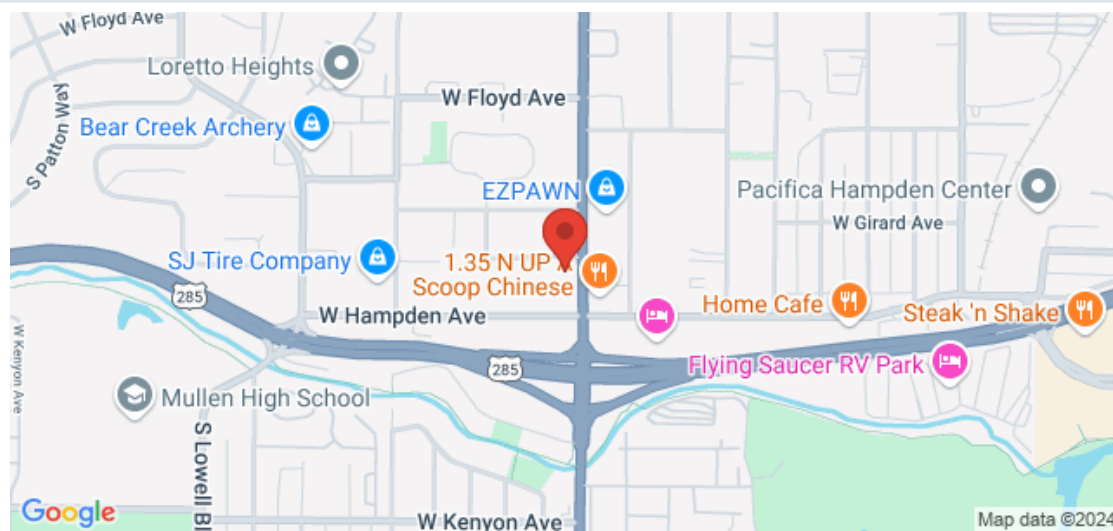 W Floyd Ave
Loretto Heights
W Floyd Ave
Bear Creek Archery
S Patton Way
EZPAWN
Pacifica Hampden Center
W Girard Ave
SJ Tire Company
1.35 N UP A
Scoop Chinese
285
W Hampden Ave
Home Cafe
Steak 'n Shake
W Kenyon Ave
285
Flying Saucer RV Park
Mullen High School
S Lowell Bl
Google
W Kenyon Ave
Map data ©2024